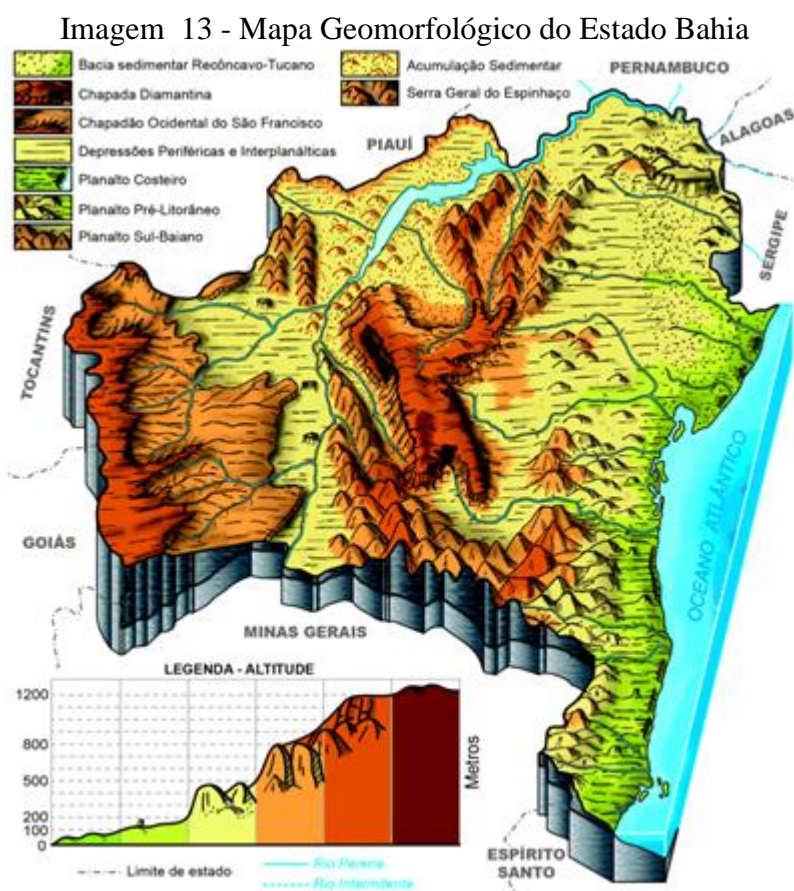 Imagem 13 - Mapa Geomorfológico do Estado Bahia
Bacia sedimentar Recôncavo-Tucano
Chapada Diamantina
Chapadão Ocidental do São Francisco
Depressões Periféricas e Interplanálticas
Planalto Costeiro
Planalto Pré-Litorâneo
Planalto Sul-Baiano
Acumulação Sedimentar
Serra Geral do Espinhaço
PERNAMBUCO
ALAGOAS
PIAUÍ
SERGIPE
TOCANTINS
GOIÁS
OCEANO ATLÂNTICO
MINAS GERAIS
ESPÍRITO
SANTO
LEGENDA - ALTITUDE
1200
800
500
200
100
0
Metros
Limite de estado
Rio Perene
Rio Intermitente